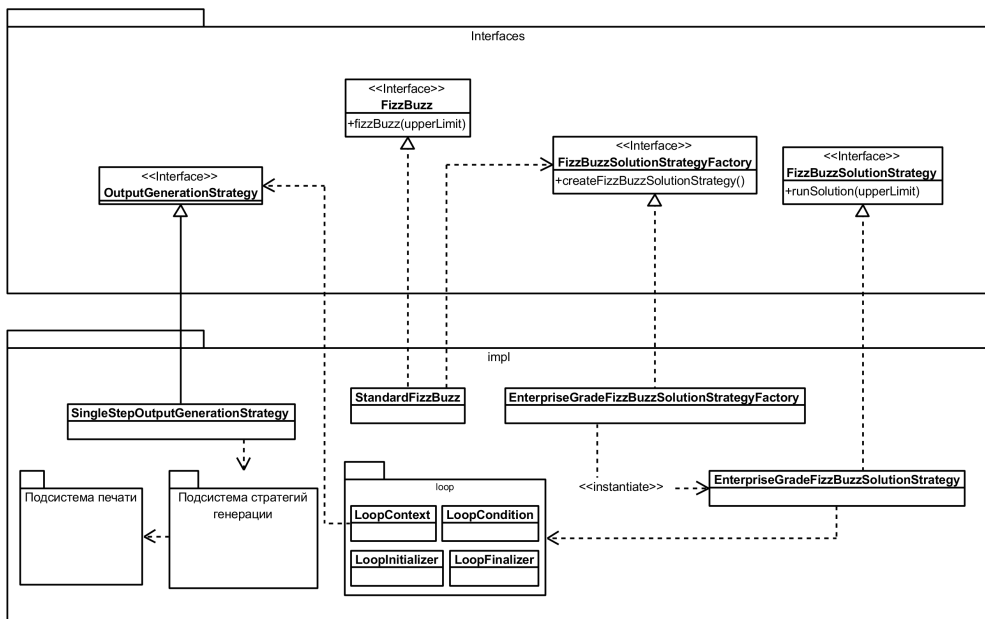 Interfaces
<<Interface>>
FizzBuzz
+fizzBuzz(upperLimit)
<<Interface>>
FizzBuzzSolutionStrategyFactory
+createFizzBuzzSolutionStrategy()
<<Interface>>
FizzBuzzSolutionStrategy
+runSolution(upperLimit)
<<Interface>>
OutputGenerationStrategy
impl
SingleStepOutputGenerationStrategy
StandardFizzBuzz
EnterpriseGradeFizzBuzzSolutionStrategyFactory
Подсистема печати
Подсистема стратегий
генерации
loop
LoopContext
LoopCondition
LoopInitializer
LoopFinalizer
<<instantiate>>
EnterpriseGradeFizzBuzzSolutionStrategy